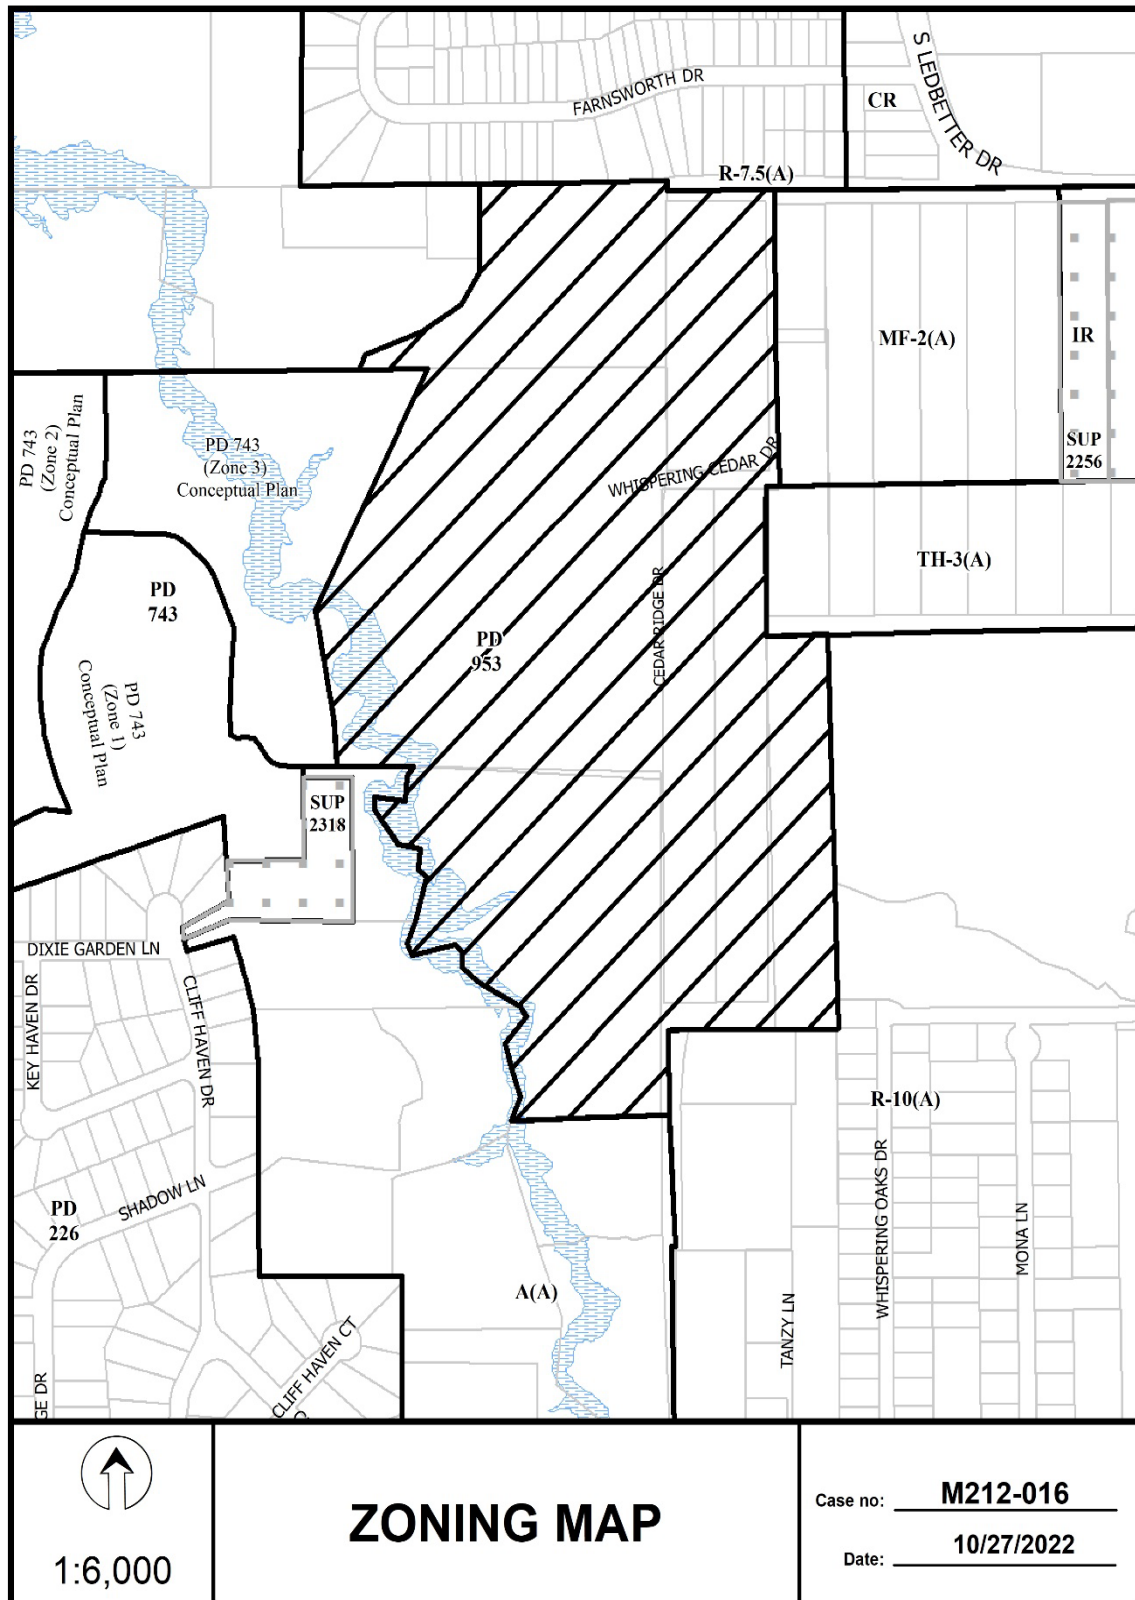 S LEDBETTER DR
FARNSWORTH DR
CR
R-7.5(A)
MF-2(A)
IR
SUP
2256
PD 743
(Zone 2)
Conceptual Plan
PD 743
(Zone 3)
Conceptual Plan
WHISPERING CEDAR DR
TH-3(A)
PD
743
CEDAR RIDGE DR
PD
953
PD 743
(Zone 1)
Conceptual Plan
SUP
2318
DIXIE GARDEN LN
KEY HAVEN DR
CLIFF HAVEN DR
R-10(A)
SHADOW LN
PD
226
WHISPERING OAKS DR
MONA LN
A(A)
TANZY LN
CLIFF HAVEN CT
GE DR
1:6,000
ZONING MAP
Case no: M212-016
Date: 10/27/2022